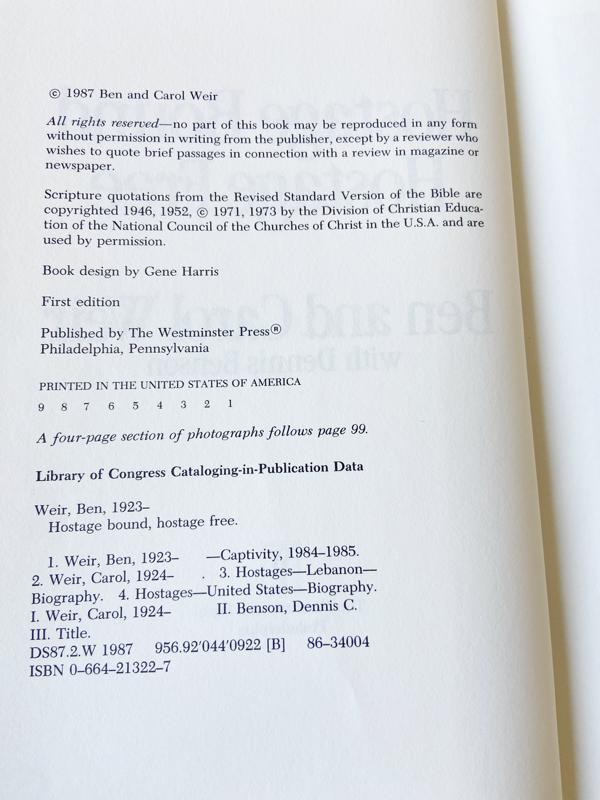 © 1987 Ben and Carol Weir
All rights reserved—no part of this book may be reproduced in any form
without permission in writing from the publisher, except by a reviewer who
wishes to quote brief passages in connection with a review in magazine or
newspaper.
Scripture quotations from the Revised Standard Version of the Bible are
copyrighted 1946, 1952, © 1971, 1973 by the Division of Christian Educa-
tion of the National Council of the Churches of Christ in the U.S.A. and are
used by permission.
Book design by Gene Harris
First edition
Published by The Westminster Press®
Philadelphia, Pennsylvania
PRINTED IN THE UNITED STATES OF AMERICA
9 8 7 6 5 4 3 2 1
A four-page section of photographs follows page 99.
Library of Congress Cataloging-in-Publication Data
Weir, Ben, 1923–
Hostage bound, hostage free.
1. Weir, Ben, 1923– —Captivity, 1984–1985.
2. Weir, Carol, 1924– . 3. Hostages—Lebanon—
Biography. 4. Hostages—United States—Biography.
I. Weir, Carol, 1924– II. Benson, Dennis C.
III. Title.
DS87.2.W 1987 956.92′044′0922 [B] 86–34004
ISBN 0–664–21322–7